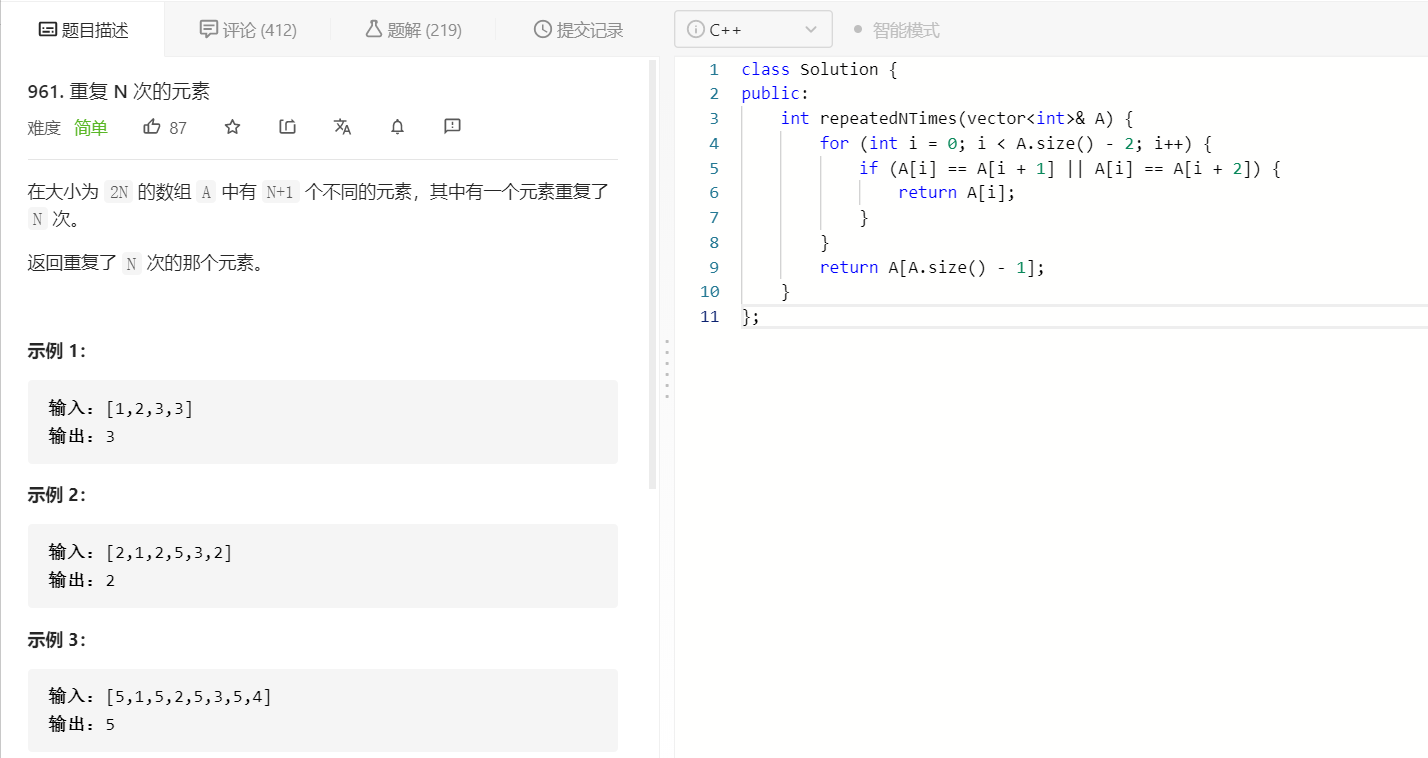 题目描述
评论 (412)
题解 (219)
提交记录
961. 重复 N 次的元素
难度 简单 87
在大小为 2N 的数组 A 中有 N+1 个不同的元素，其中有一个元素重复了
N 次。
返回重复了 N 次的那个元素。
示例 1：
输入：[1,2,3,3]
输出：3
示例 2：
输入：[2,1,2,5,3,2]
输出：2
示例 3：
输入：[5,1,5,2,5,3,5,4]
输出：5
C++
智能模式
1 class Solution {
2 public:
3     int repeatedNTimes(vector<int>& A) {
4         for (int i = 0; i < A.size() - 2; i++) {
5             if (A[i] == A[i + 1] || A[i] == A[i + 2]) {
6                 return A[i];
7             }
8         }
9         return A[A.size() - 1];
10     }
11 };